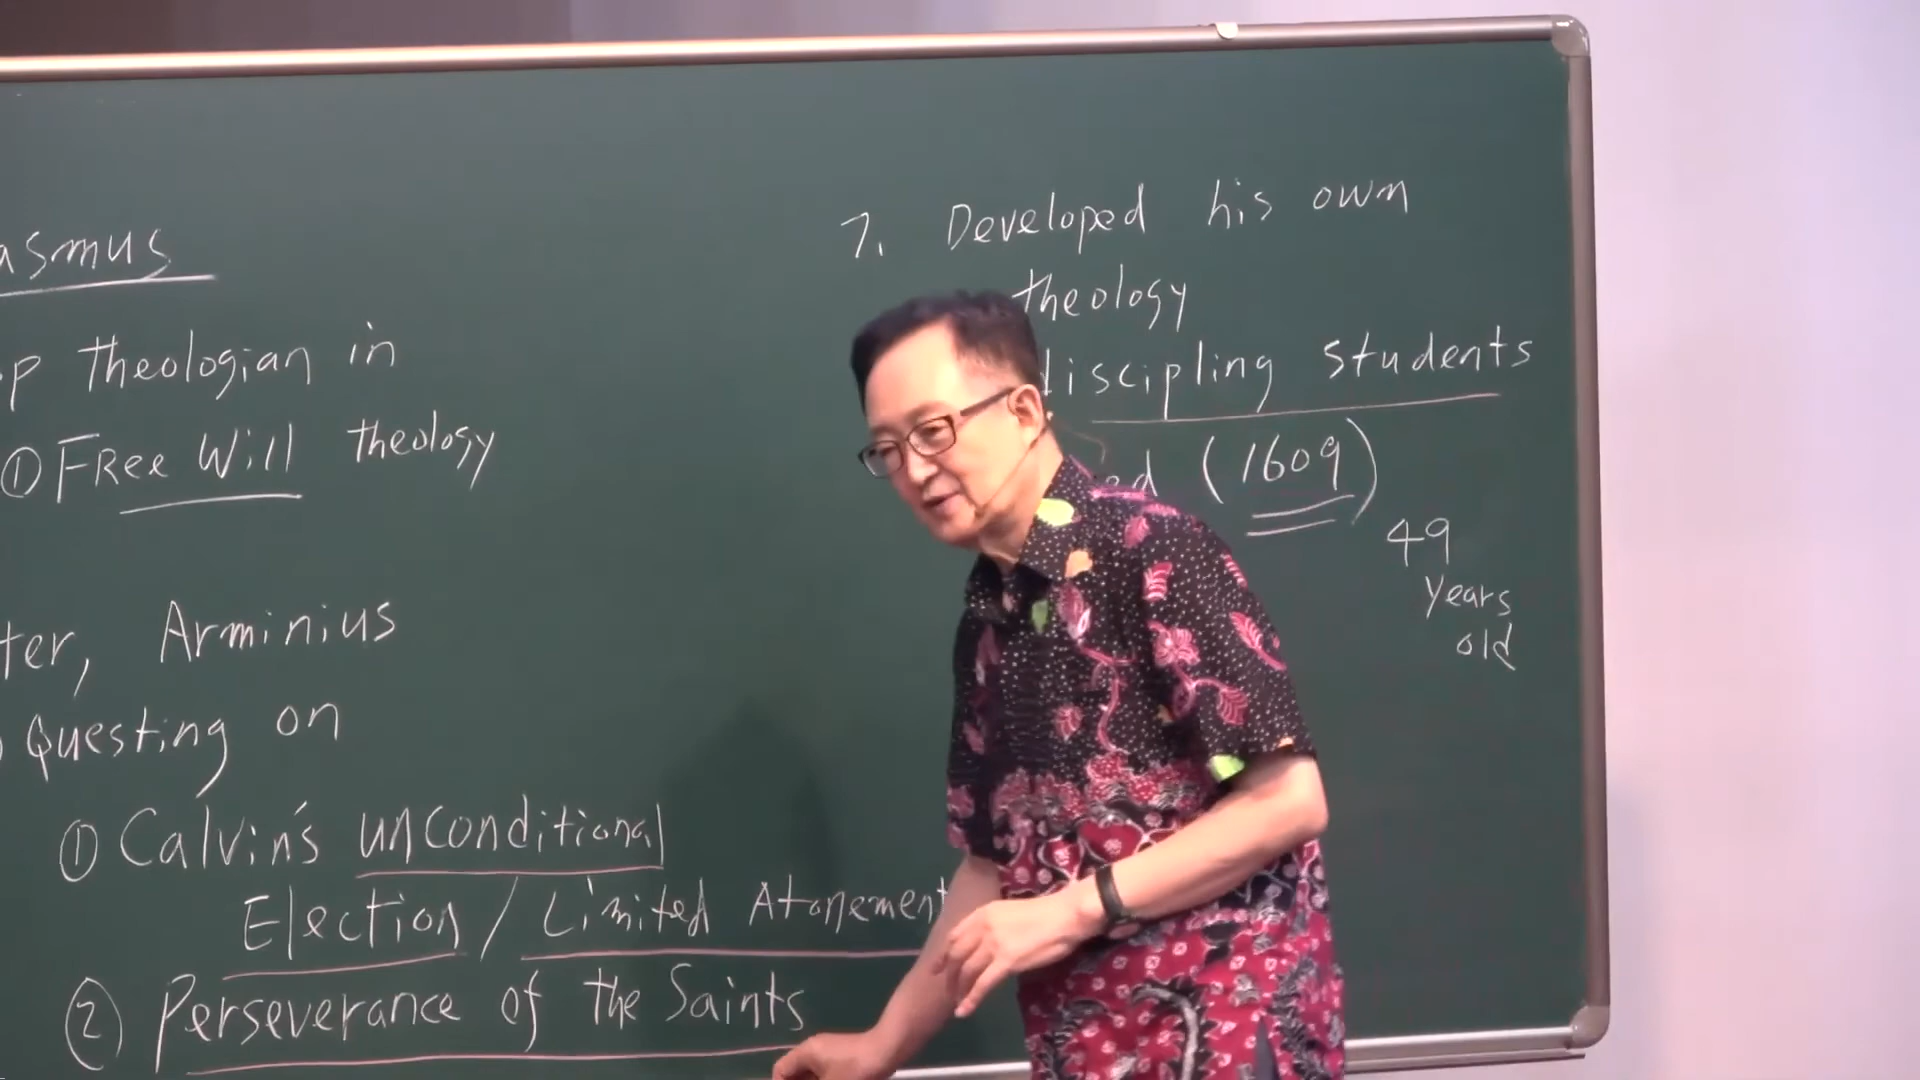 asmus
p Theologian in
① Free Will Theology
ter, Arminius
Questing on
① Calvin's unconditional
Election / Limited Atonement
② Perseverance of the Saints
7. Developed his own
theology
discipling students
ed (1609)
49
years
old